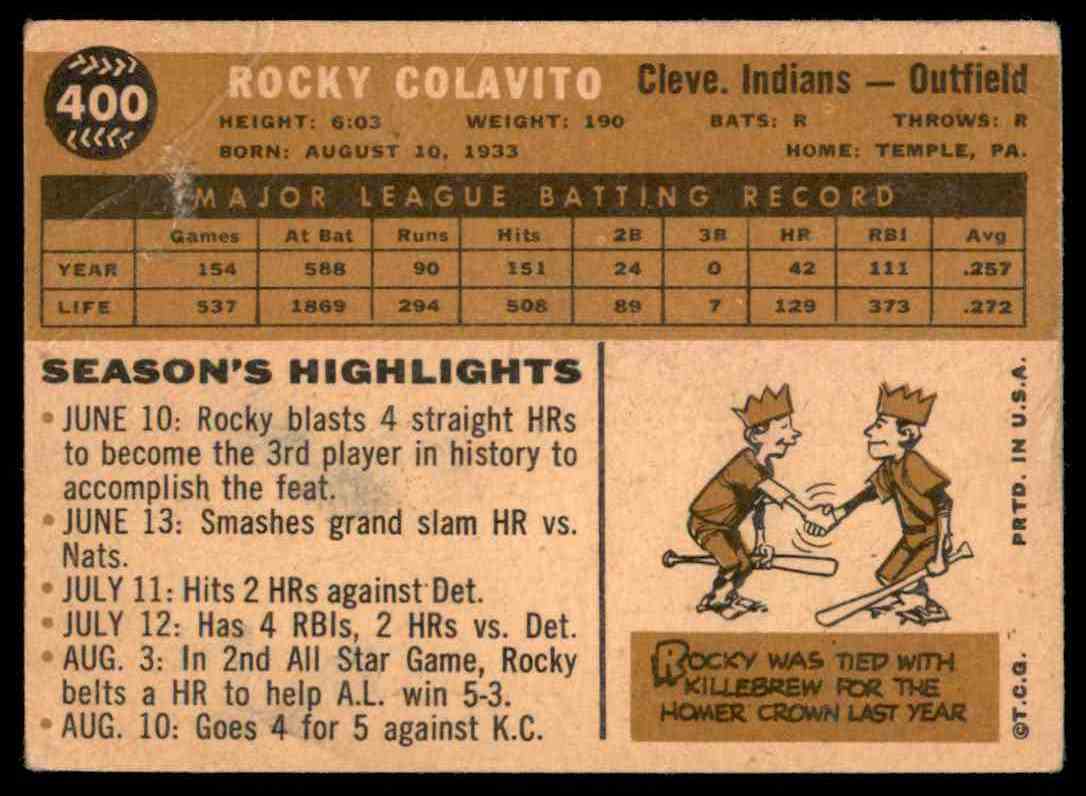 400
ROCKY COLAVITO Cleve. Indians — Outfield
HEIGHT: 6:03 WEIGHT: 190 BATS: R THROWS: R
BORN: AUGUST 10, 1933 HOME: TEMPLE, PA.
MAJOR LEAGUE BATTING RECORD
Games At Bat Runs Hits 2B 3B HR RBI Avg
YEAR 154 588 90 151 24 0 42 111 .257
LIFE 537 1869 294 508 89 7 129 373 .272
SEASON'S HIGHLIGHTS
• JUNE 10: Rocky blasts 4 straight HRs
to become the 3rd player in history to
accomplish the feat.
• JUNE 13: Smashes grand slam HR vs.
Nats.
• JULY 11: Hits 2 HRs against Det.
• JULY 12: Has 4 RBIs, 2 HRs vs. Det.
• AUG. 3: In 2nd All Star Game, Rocky
belts a HR to help A.L. win 5-3.
• AUG. 10: Goes 4 for 5 against K.C.
ROCKY WAS TIED WITH
KILLEBREW FOR THE
HOMER CROWN LAST YEAR
©T.C.G. PRTD. IN U.S.A.